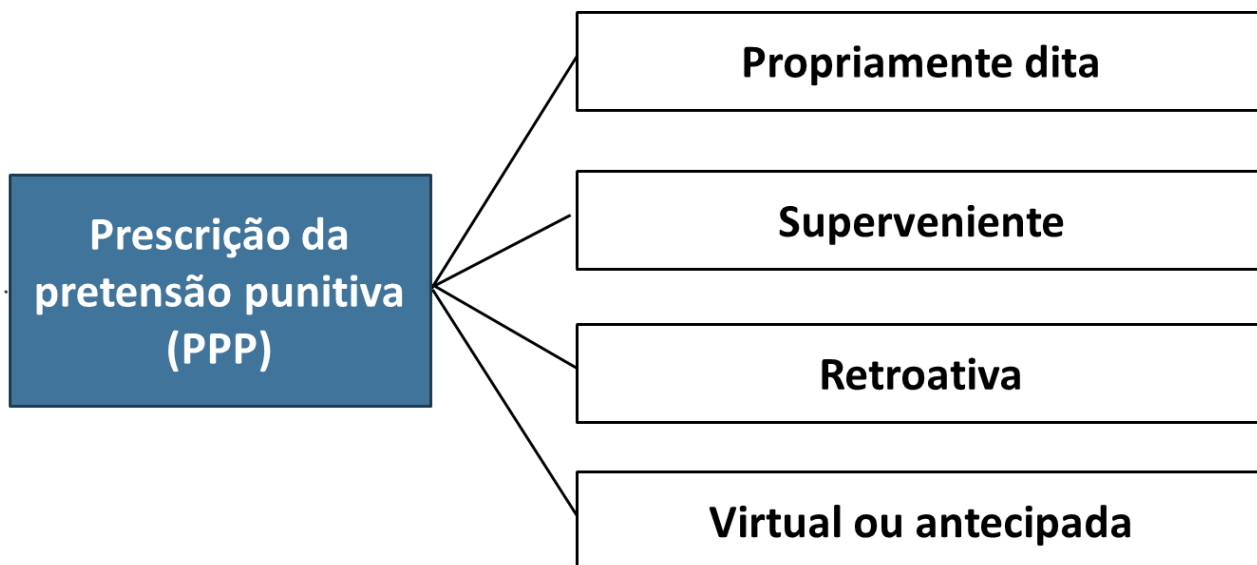 Prescrição da
pretensão punitiva
(PPP)
Propriamente dita
Superveniente
Retroativa
Virtual ou antecipada